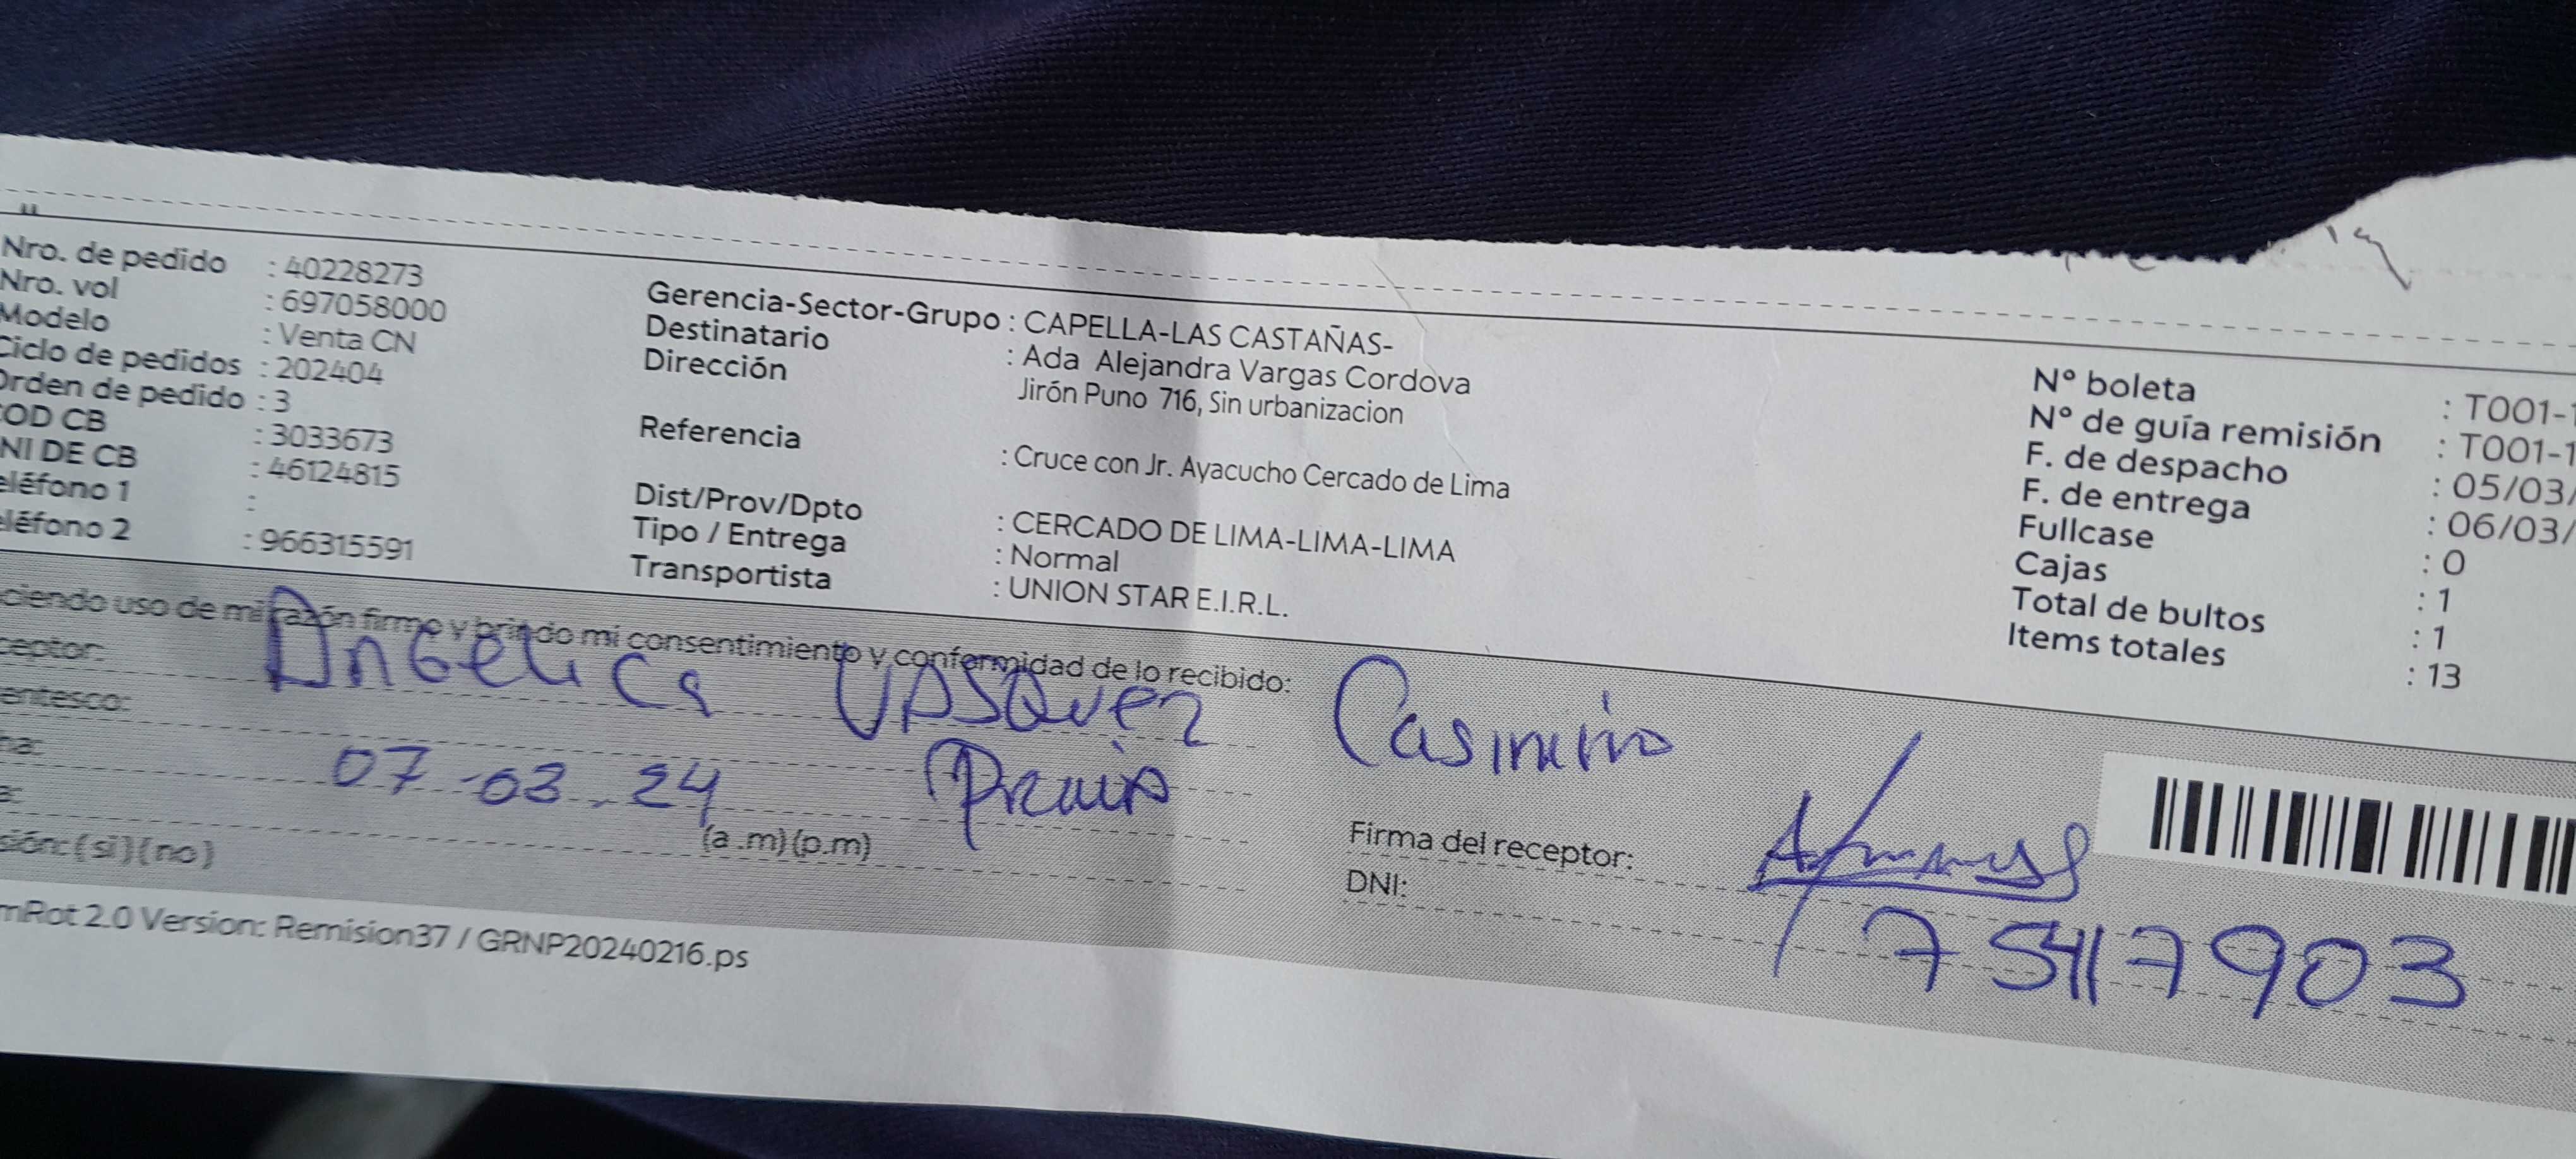 Nro. de pedido : 40228273
Nro. vol : 697058000
Modelo : Venta CN
Ciclo de pedidos : 202404
Orden de pedido : 3
COD CB : 3033673
NI DE CB : 46124815
eléfono 1 :
eléfono 2 : 966315591
Gerencia-Sector-Grupo : CAPELLA-LAS CASTAÑAS-
Destinatario : Ada Alejandra Vargas Cordova
Dirección Jirón Puno 716, Sin urbanizacion
Referencia : Cruce con Jr. Ayacucho Cercado de Lima
Dist/Prov/Dpto : CERCADO DE LIMA-LIMA-LIMA
Tipo / Entrega : Normal
Transportista : UNION STAR E.I.R.L.
N° boleta : T001-1
N° de guía remisión : T001-1
F. de despacho : 05/03/
F. de entrega : 06/03/
Fullcase : 0
Cajas : 1
Total de bultos : 1
Items totales : 13
ciendo uso de mi razón firmo y brindo mi consentimiento y conformidad de lo recibido:
ceptor: Angelica Vasquez Casimiro
entesco:
na: 07-03.24
a: (a .m)(p.m)
sión: (si)(no)
Firma del receptor:
DNI: 75417903
mRot 2.0 Version: Remision37 / GRNP20240216.ps